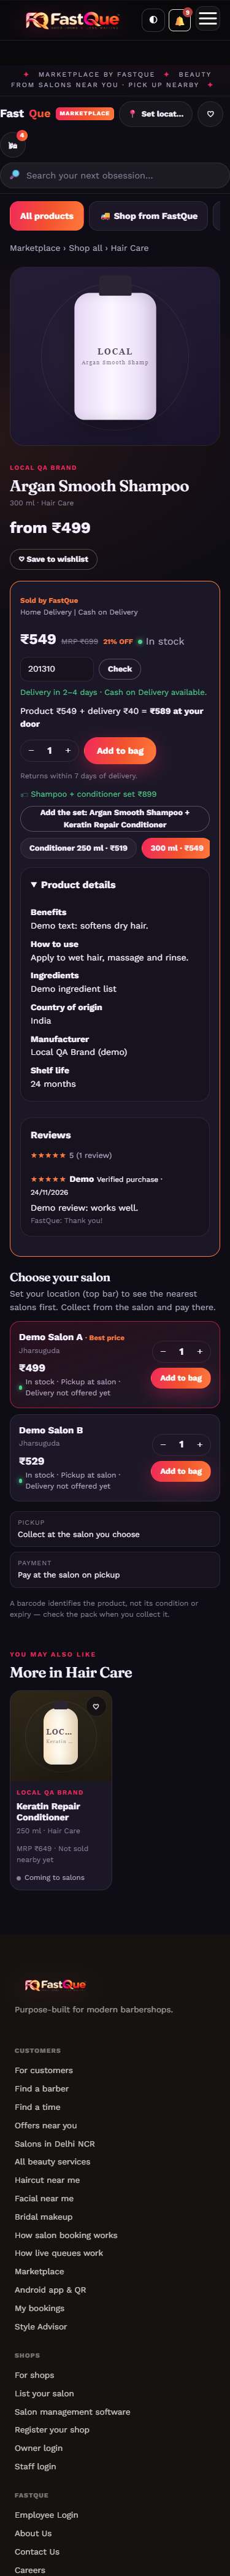 FastQue
9
✦ MARKETPLACE BY FASTQUE ✦ BEAUTY
FROM SALONS NEAR YOU · PICK UP NEARBY ✦
Fast Que MARKETPLACE
Set locat...
4
Search your next obsession...
All products
Shop from FastQue
Marketplace › Shop all › Hair Care
LOCAL
Argan Smooth Shamp
LOCAL QA BRAND
Argan Smooth Shampoo
300 ml · Hair Care
from ₹499
♡ Save to wishlist
Sold by FastQue
Home Delivery | Cash on Delivery
₹549 MRP ₹699 21% OFF In stock
201310
Check
Delivery in 2–4 days · Cash on Delivery available.
Product ₹549 + delivery ₹40 = ₹589 at your
door
− 1 +
Add to bag
Returns within 7 days of delivery.
Shampoo + conditioner set ₹899
Add the set: Argan Smooth Shampoo +
Keratin Repair Conditioner
Conditioner 250 ml · ₹519
300 ml · ₹549
▼ Product details
Benefits
Demo text: softens dry hair.
How to use
Apply to wet hair, massage and rinse.
Ingredients
Demo ingredient list
Country of origin
India
Manufacturer
Local QA Brand (demo)
Shelf life
24 months
Reviews
★★★★★ 5 (1 review)
★★★★★ Demo Verified purchase ·
24/11/2026
Demo review: works well.
FastQue: Thank you!
Choose your salon
Set your location (top bar) to see the nearest
salons first. Collect from the salon and pay there.
Demo Salon A · Best price
Jharsuguda
₹499
In stock · Pickup at salon ·
Delivery not offered yet
− 1 +
Add to bag
Demo Salon B
Jharsuguda
₹529
In stock · Pickup at salon ·
Delivery not offered yet
− 1 +
Add to bag
PICKUP
Collect at the salon you choose
PAYMENT
Pay at the salon on pickup
A barcode identifies the product, not its condition or
expiry — check the pack when you collect it.
YOU MAY ALSO LIKE
More in Hair Care
LOC...
Keratin ...
LOCAL QA BRAND
Keratin Repair
Conditioner
250 ml · Hair Care
MRP ₹649 · Not sold
nearby yet
Coming to salons
FastQue
Purpose-built for modern barbershops.
CUSTOMERS
For customers
Find a barber
Find a time
Offers near you
Salons in Delhi NCR
All beauty services
Haircut near me
Facial near me
Bridal makeup
How salon booking works
How live queues work
Marketplace
Android app & QR
My bookings
Style Advisor
SHOPS
For shops
List your salon
Salon management software
Register your shop
Owner login
Staff login
FASTQUE
Employee Login
About Us
Contact Us
Careers